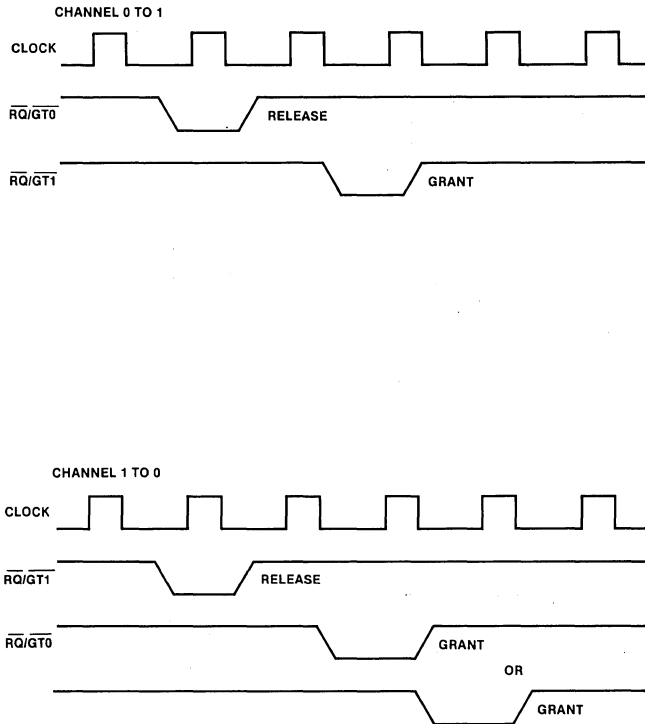 CHANNEL 0 TO 1
CLOCK
RQ/GT0
RELEASE
RQ/GT1
GRANT
CHANNEL 1 TO 0
CLOCK
RQ/GT1
RELEASE
RQ/GT0
GRANT
OR
GRANT